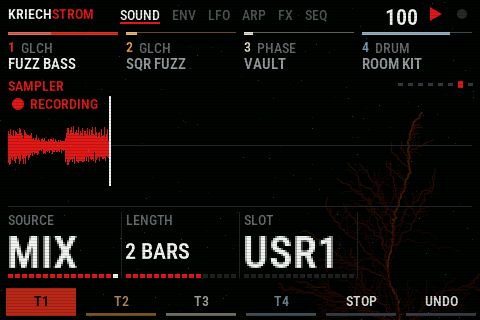 KRIECHSTROM SOUND ENV LFO ARP FX SEQ 100
1 GLCH 2 GLCH 3 PHASE 4 DRUM
FUZZ BASS SQR FUZZ VAULT ROOM KIT
SAMPLER
RECORDING
SOURCE LENGTH SLOT
MIX 2 BARS USR1
T1 T2 T3 T4 STOP UNDO